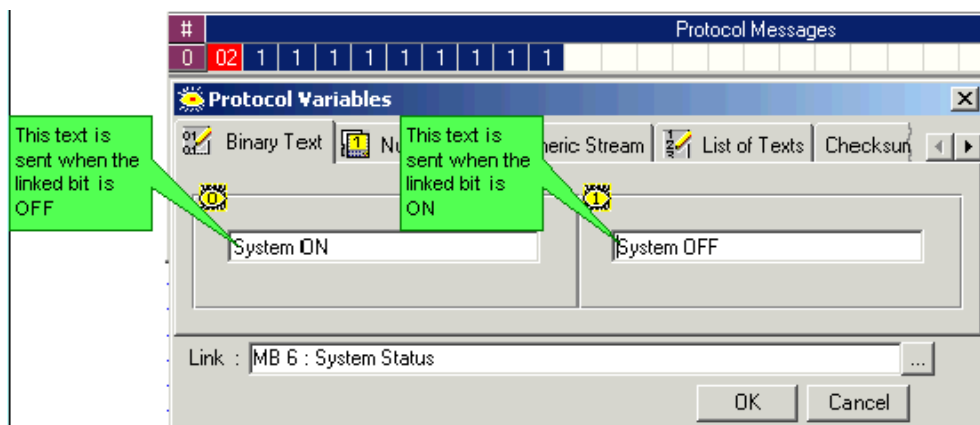 # Protocol Messages
0 02 1 1 1 1 1 1 1 1 1
Protocol Variables
Binary Text 1 Nu eric Stream List of Texts Checksum
This text is
sent when the
linked bit is
OFF
This text is
sent when the
linked bit is
ON
0 1
System ON System OFF
Link : MB 6 : System Status ...
OK Cancel